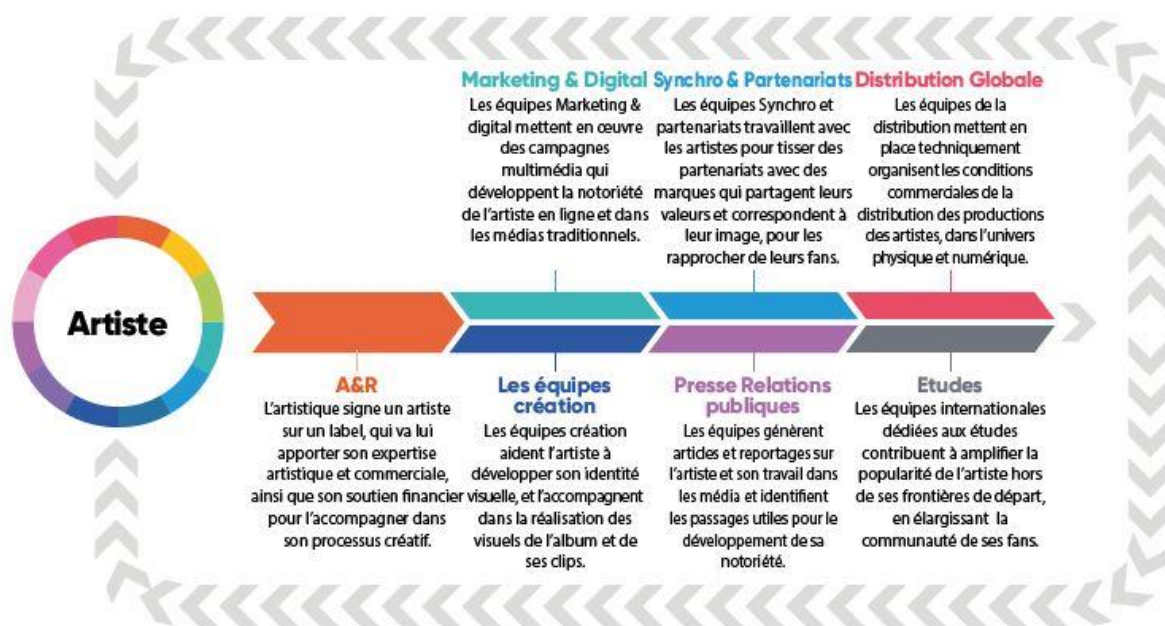 Marketing & Digital
Les équipes Marketing &
digital mettent en œuvre
des campagnes
multimédia qui
développent la notoriété
de l'artiste en ligne et dans
les médias traditionnels.
Synchro & Partenariats
Les équipes Synchro et
partenariats travaillent avec
les artistes pour tisser des
partenariats avec des
marques qui partagent leurs
valeurs et correspondent à
leur image, pour les
rapprocher de leurs fans.
Distribution Globale
Les équipes de la
distribution mettent en
place techniquement
organisent les conditions
commerciales de la
distribution des productions
des artistes, dans l'univers
physique et numérique.
Artiste
A&R
L'artistique signe un artiste
sur un label, qui va lui
apporter son expertise
artistique et commerciale,
ainsi que son soutien financier
pour l'accompagner dans
son processus créatif.
Les équipes
création
Les équipes création
aident l'artiste à
développer son identité
visuelle, et l'accompagnent
dans la réalisation des
visuels de l'album et de
ses clips.
Presse Relations
publiques
Les équipes génèrent
articles et reportages sur
l'artiste et son travail dans
les média et identifient
les passages utiles pour le
développement de sa
notoriété.
Etudes
Les équipes internationales
dédiées aux études
contribuent à amplifier la
popularité de l'artiste hors
de ses frontières de départ,
en élargissant la
communauté de ses fans.